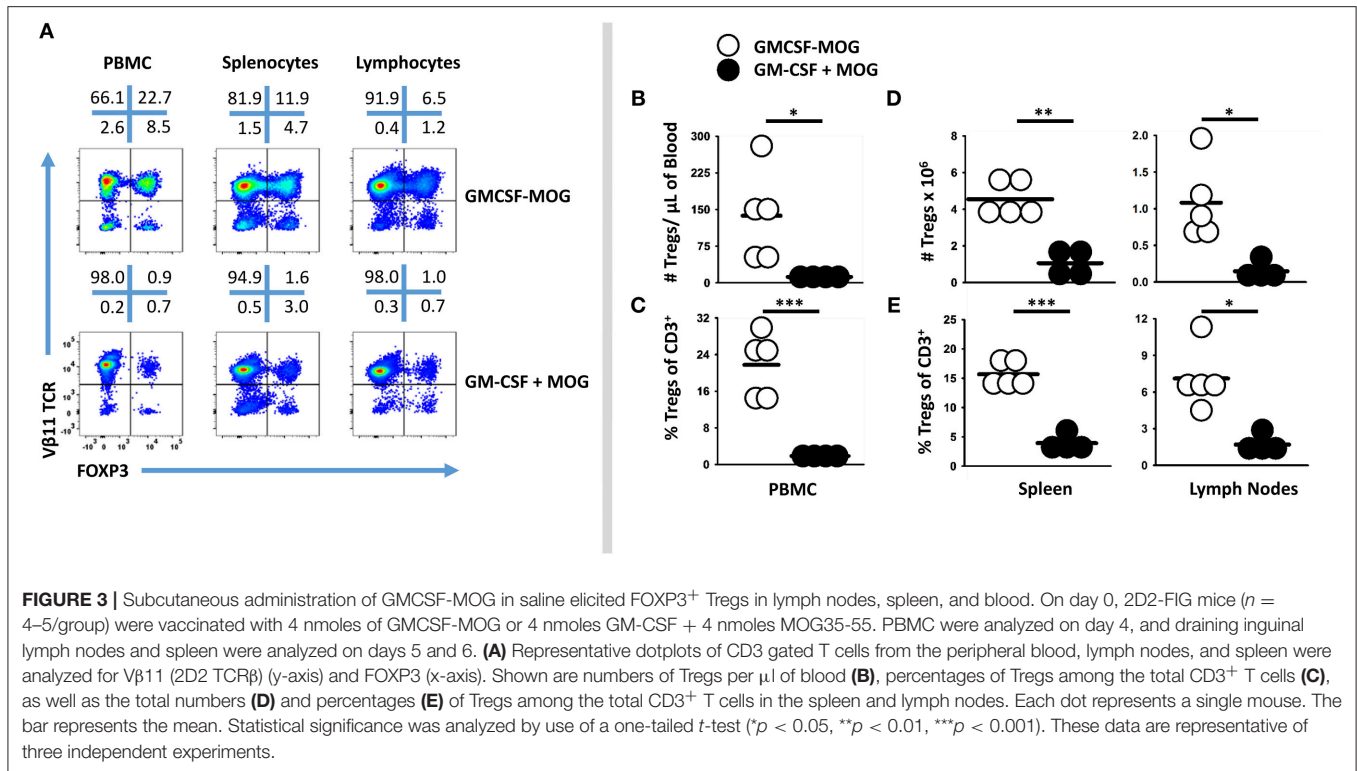 A
PBMC Splenocytes Lymphocytes
66.1 22.7 81.9 11.9 91.9 6.5
2.6 8.5 1.5 4.7 0.4 1.2
GMCSF-MOG
98.0 0.9 94.9 1.6 98.0 1.0
0.2 0.7 0.5 3.0 0.3 0.7
GM-CSF + MOG
Vβ11 TCR
10⁵
10⁴
10³
0
-10³
-10 0 10³ 10⁴ 10⁵
FOXP3
GMCSF-MOG
GM-CSF + MOG
B
# Tregs/ μL of Blood
300
225
150
75
0
*
C
% Tregs of CD3⁺
32
24
16
8
0
***
PBMC
D
# Tregs x 10⁶
8
6
4
2
0
**
2.0
1.5
1.0
0.5
0.0
*
E
% Tregs of CD3⁺
25
20
15
10
5
0
***
Spleen
12
9
6
3
0
*
Lymph Nodes
FIGURE 3 | Subcutaneous administration of GMCSF-MOG in saline elicited FOXP3⁺ Tregs in lymph nodes, spleen, and blood. On day 0, 2D2-FIG mice (n =
4–5/group) were vaccinated with 4 nmoles of GMCSF-MOG or 4 nmoles GM-CSF + 4 nmoles MOG35-55. PBMC were analyzed on day 4, and draining inguinal
lymph nodes and spleen were analyzed on days 5 and 6. (A) Representative dotplots of CD3 gated T cells from the peripheral blood, lymph nodes, and spleen were
analyzed for Vβ11 (2D2 TCRβ) (y-axis) and FOXP3 (x-axis). Shown are numbers of Tregs per μl of blood (B), percentages of Tregs among the total CD3⁺ T cells (C),
as well as the total numbers (D) and percentages (E) of Tregs among the total CD3⁺ T cells in the spleen and lymph nodes. Each dot represents a single mouse. The
bar represents the mean. Statistical significance was analyzed by use of a one-tailed t-test (*p < 0.05, **p < 0.01, ***p < 0.001). These data are representative of
three independent experiments.